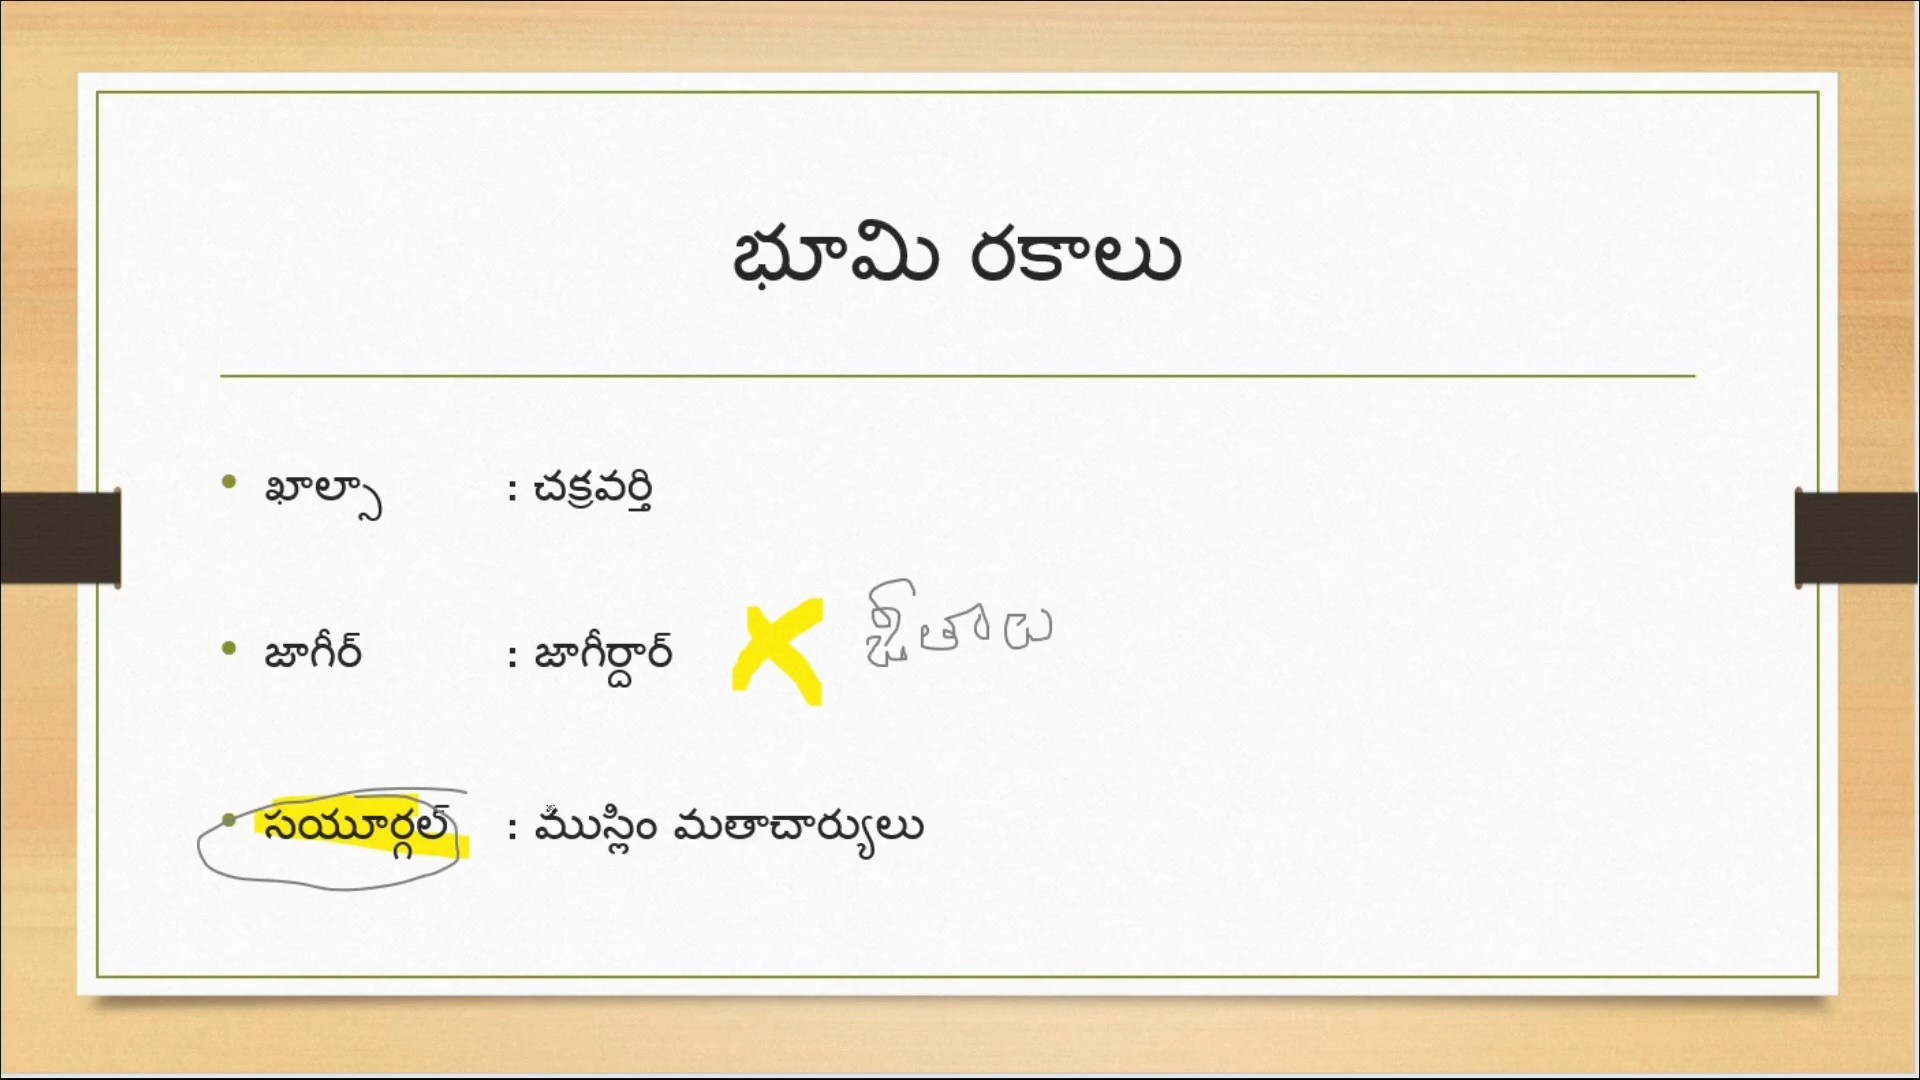 భూమి రకాలు
• ఖాల్సా : చక్రవర్తి
• జాగీర్ : జాగీర్దార్ జీతాలు
• సయూర్గల్ : ముస్లిం మతాచార్యులు